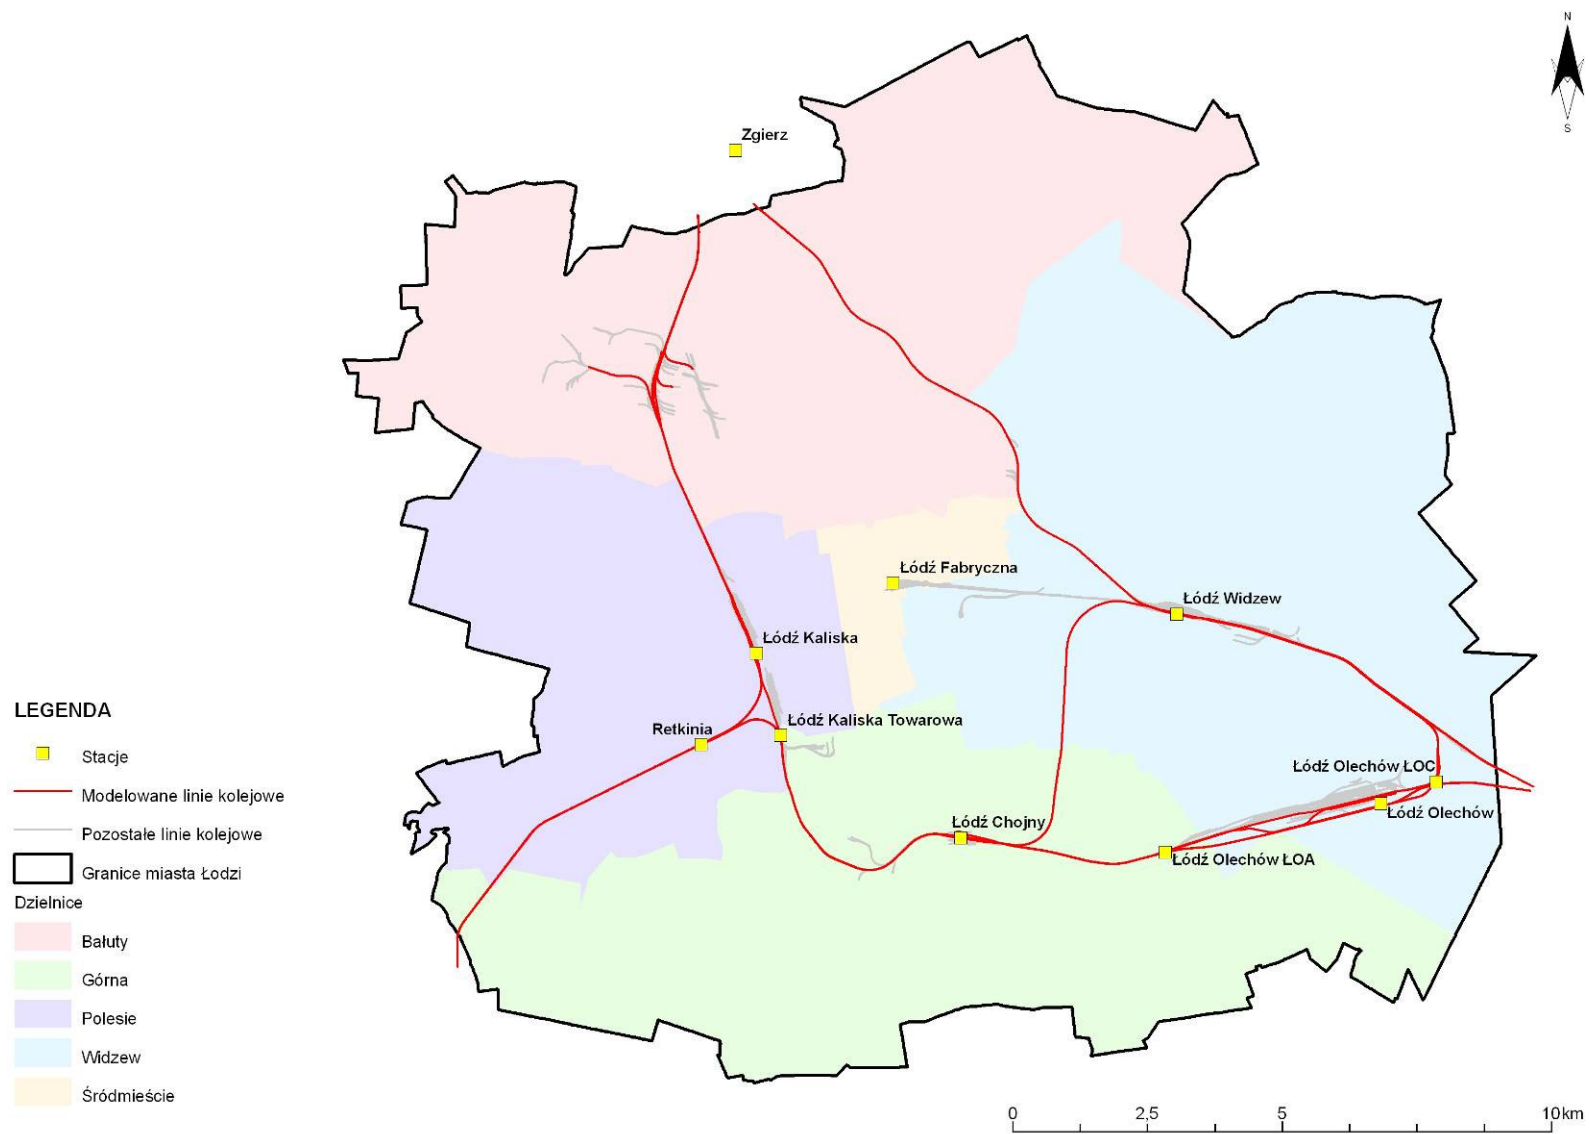 N
S
Zgierz
Łódź Fabryczna
Łódź Widzew
Łódź Kaliska
Łódź Kaliska Towarowa
Retkinia
Łódź Olechów ŁOC
Łódź Olechów
Łódź Chojny
Łódź Olechów ŁOA
LEGENDA
Stacje
Modelowane linie kolejowe
Pozostałe linie kolejowe
Granice miasta Łodzi
Dzielnice
Bałuty
Górna
Polesie
Widzew
Śródmieście
0 2,5 5 10 km